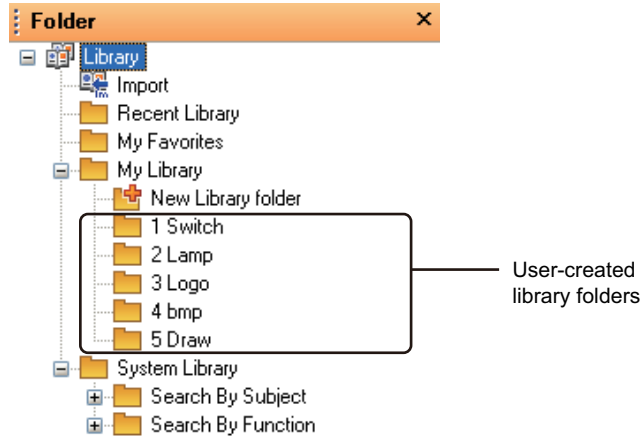 Folder
Library
Import
Recent Library
My Favorites
My Library
New Library folder
1 Switch
2 Lamp
3 Logo
4 bmp
5 Draw
User-created
library folders
System Library
Search By Subject
Search By Function